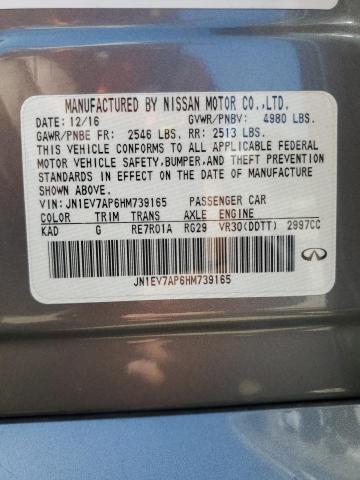 MANUFACTURED BY NISSAN MOTOR CO.,LTD.
DATE: 12/16 GVWR/PNBV: 4980 LBS.
GAWR/PNBE FR: 2546 LBS. RR: 2513 LBS.
THIS VEHICLE CONFORMS TO ALL APPLICABLE FEDERAL
MOTOR VEHICLE SAFETY, BUMPER, AND THEFT PREVENTION
STANDARDS IN EFFECT ON THE DATE OF MANUFACTURE
SHOWN ABOVE.
VIN: JN1EV7AP6HM739165 PASSENGER CAR
COLOR TRIM TRANS AXLE ENGINE
KAD G RE7R01A RG29 VR30(DDTT) 2997CC
JN1EV7AP6HM739165